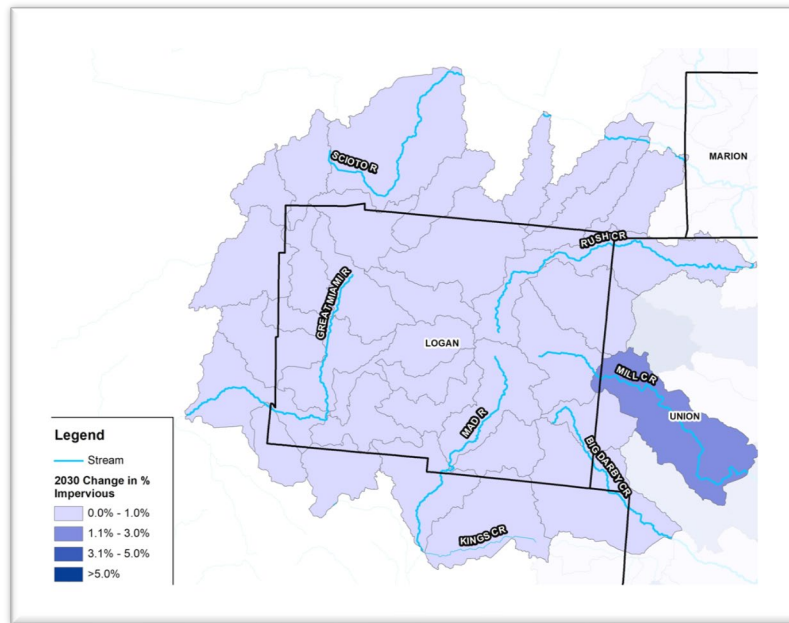 SCIOTO R
MARION
RUSH CR
GREAT MIAMI R
LOGAN
MILL CR
UNION
MAD R
BIG DARBY CR
KINGS CR
Legend
Stream
2030 Change in %
Impervious
0.0% - 1.0%
1.1% - 3.0%
3.1% - 5.0%
>5.0%